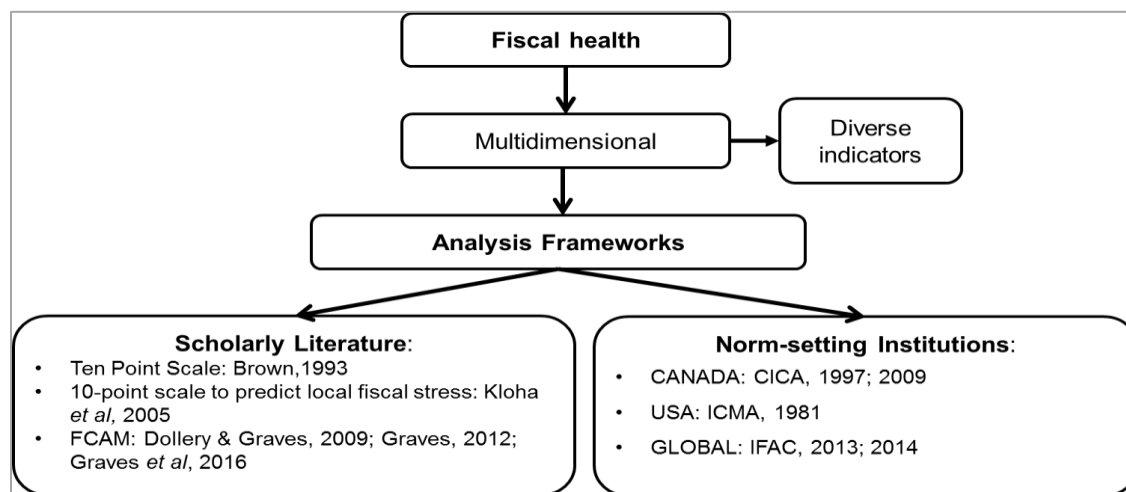 Fiscal health
Multidimensional
Diverse
indicators
Analysis Frameworks
Scholarly Literature:
• Ten Point Scale: Brown,1993
• 10-point scale to predict local fiscal stress: Kloha
et al, 2005
• FCAM: Dollery & Graves, 2009; Graves, 2012;
Graves et al, 2016
Norm-setting Institutions:
• CANADA: CICA, 1997; 2009
• USA: ICMA, 1981
• GLOBAL: IFAC, 2013; 2014